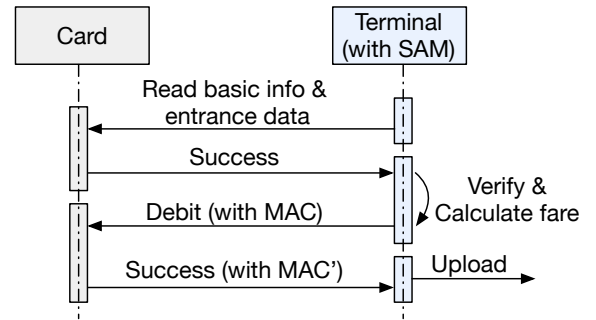 Card
Terminal
(with SAM)
Read basic info &
entrance data
Success
Verify &
Calculate fare
Debit (with MAC)
Success (with MAC')
Upload